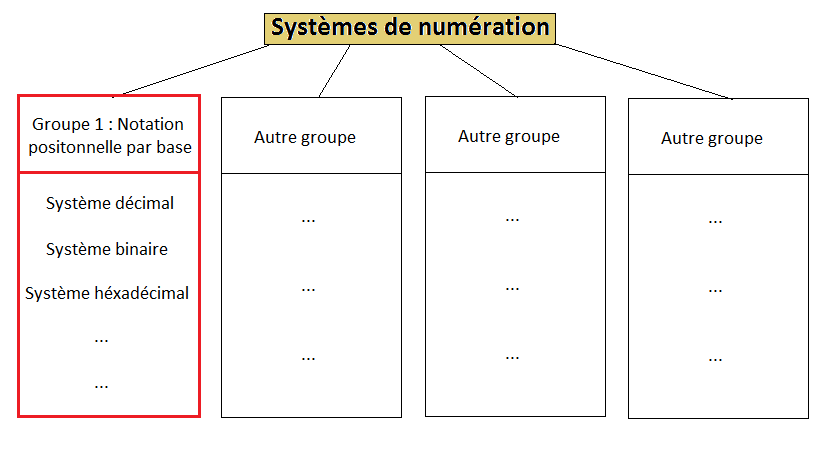 Systèmes de numération
Groupe 1 : Notation
positonnelle par base
Système décimal
Système binaire
Système héxadécimal
...
...
Autre groupe
...
...
...
Autre groupe
...
...
...
Autre groupe
...
...
...